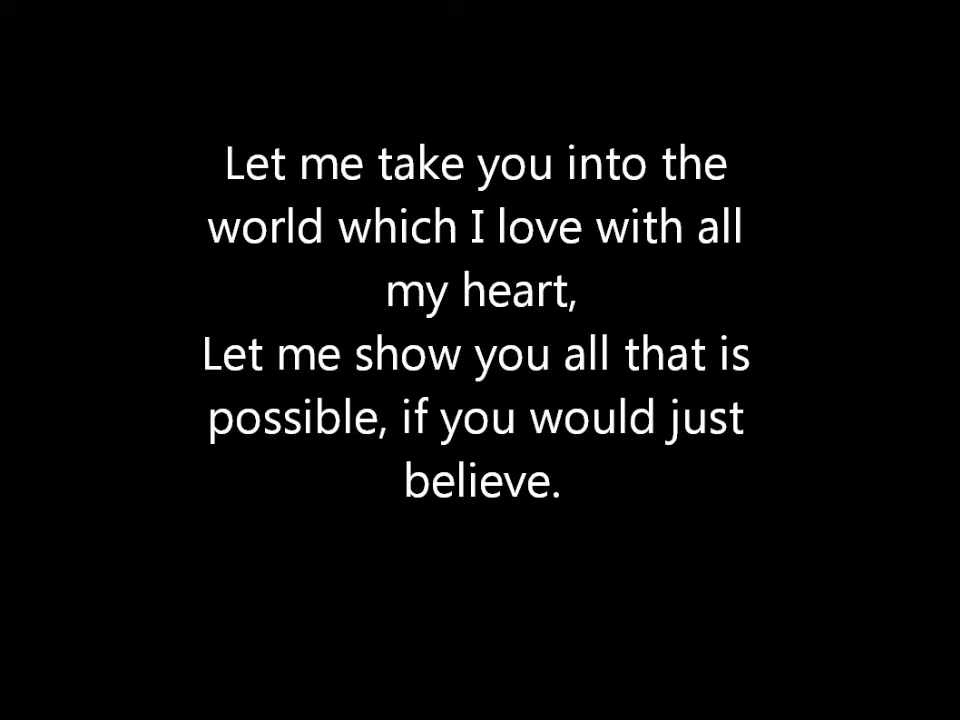 Let me take you into the
world which I love with all
my heart,
Let me show you all that is
possible, if you would just
believe.